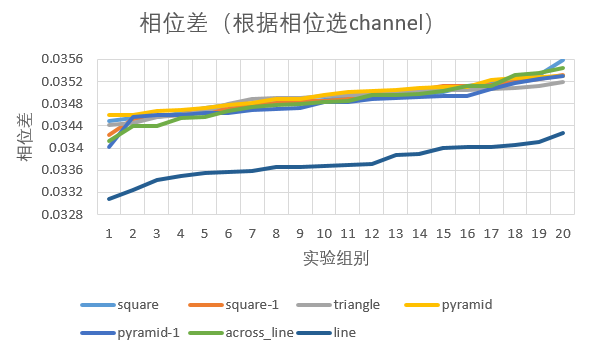 相位差（根据相位选channel）
0.0356
0.0352
0.0348
0.0344
0.034
0.0336
0.0332
0.0328
相位差
1 2 3 4 5 6 7 8 9 10 11 12 13 14 15 16 17 18 19 20
实验组别
square square-1 triangle pyramid
pyramid-1 across_line line